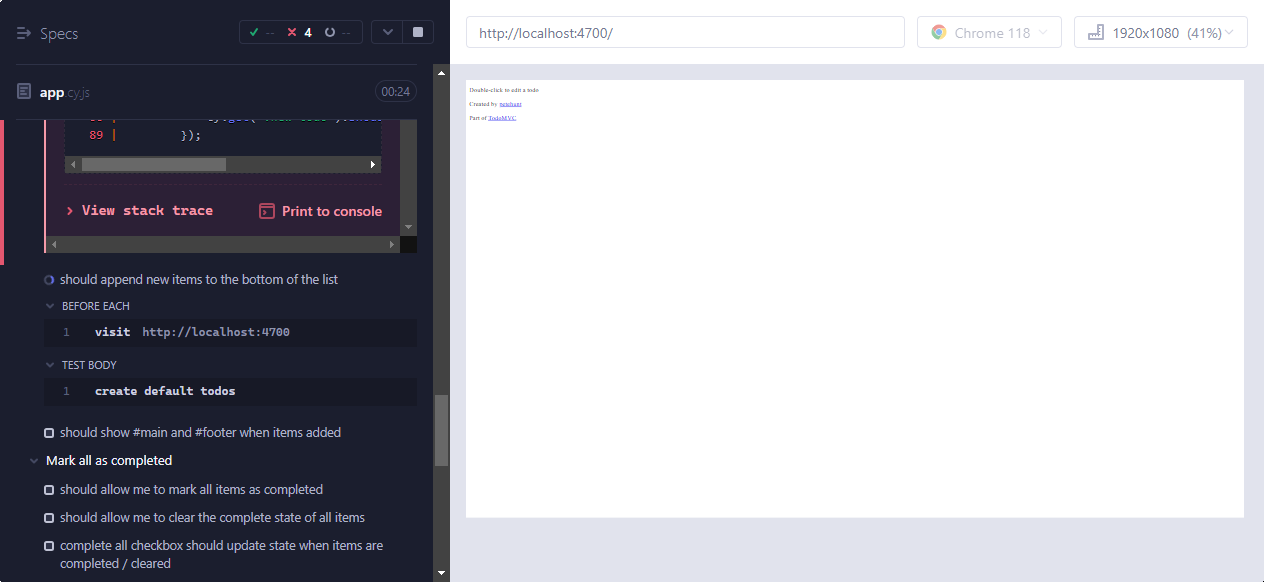 Specs
-- 4 --
app.cy.js
00:24
89 | });
View stack trace
Print to console
should append new items to the bottom of the list
BEFORE EACH
1 visit http://localhost:4700
TEST BODY
1 create default todos
should show #main and #footer when items added
Mark all as completed
should allow me to mark all items as completed
should allow me to clear the complete state of all items
complete all checkbox should update state when items are
completed / cleared
http://localhost:4700/
Chrome 118
1920x1080 (41%)
Double-click to edit a todo
Created by petehunt
Part of TodoMVC